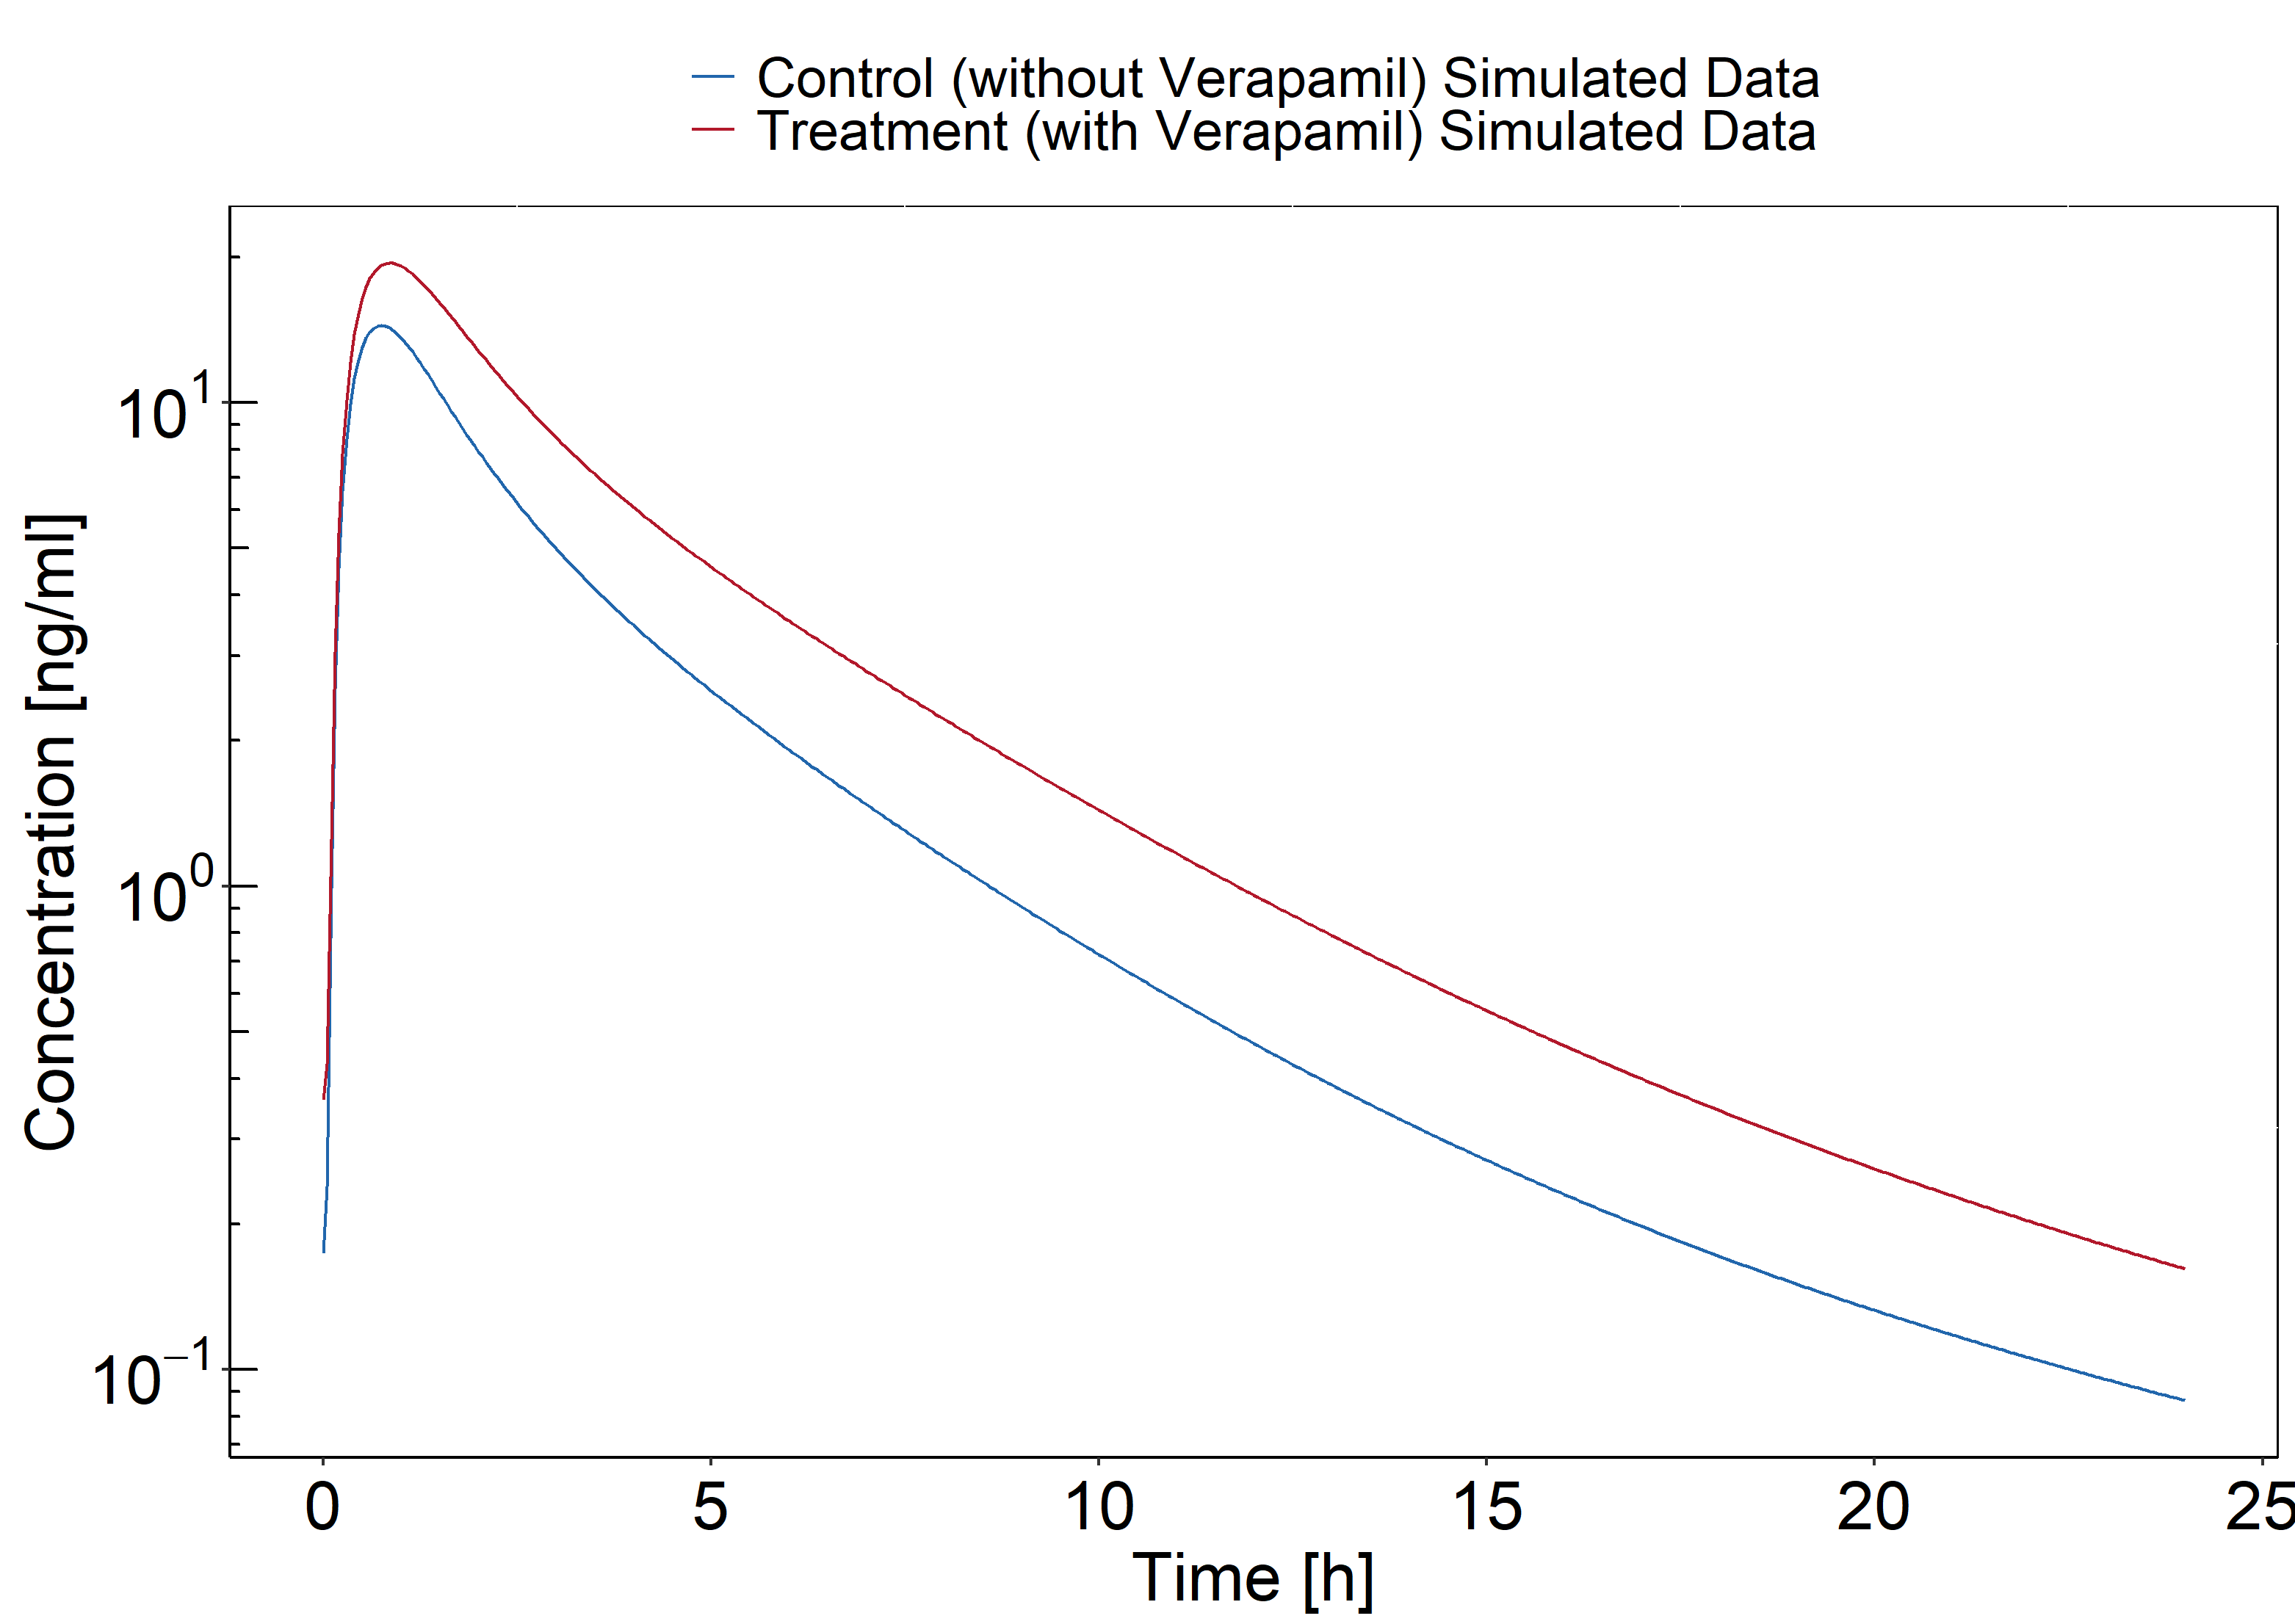 Control (without Verapamil) Simulated Data
Treatment (with Verapamil) Simulated Data
Concentration [ng/ml]
10¹
10⁰
10⁻¹
0 5 10 15 20 25
Time [h]